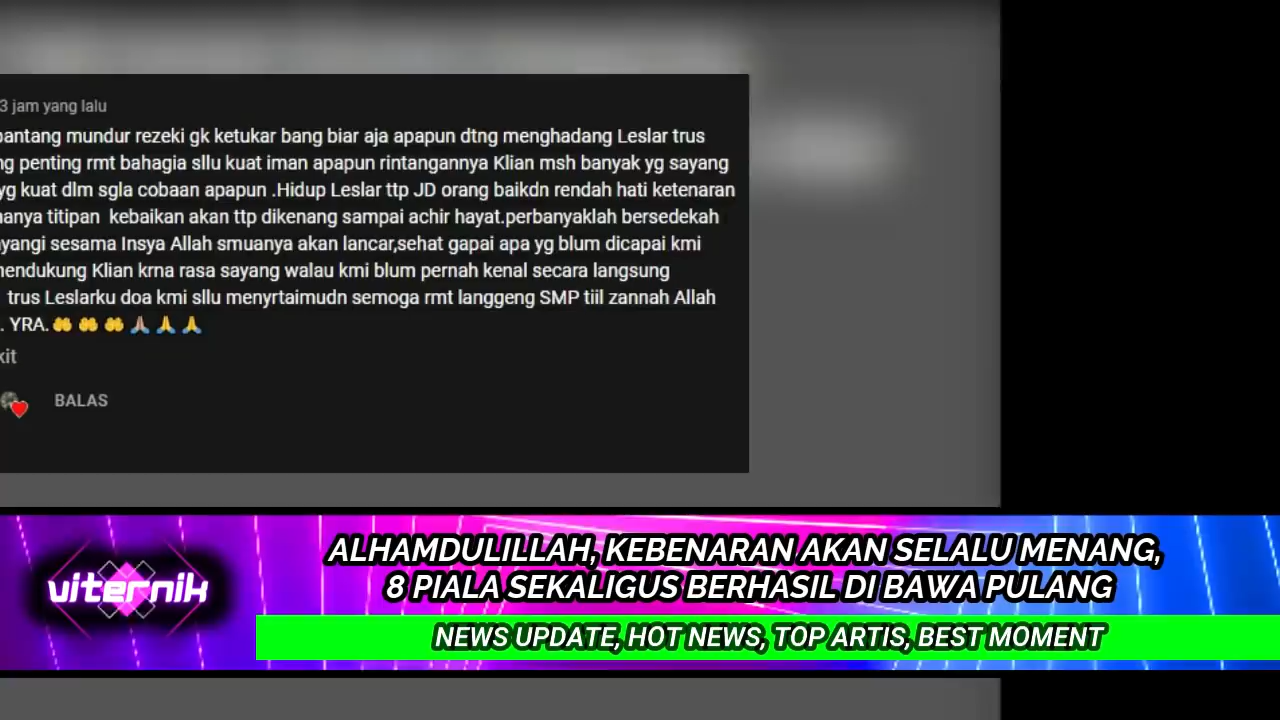 3 jam yang lalu
pantang mundur rezeki gk ketukar bang biar aja apapun dtng menghadang Leslar trus
penting rmt bahagia sllu kuat iman apapun rintangannya Klian msh banyak yg sayang
yg kuat dlm sgla cobaan apapun .Hidup Leslar ttp JD orang baikdn rendah hati ketenaran
hanya titipan kebaikan akan ttp dikenang sampai achir hayat.perbanyaklah bersedekah
yangi sesama Insya Allah smuanya akan lancar,sehat gapai apa yg blum dicapai kmi
mendukung Klian krna rasa sayang walau kmi blum pernah kenal secara langsung
trus Leslarku doa kmi sllu menyrtaimudn semoga rmt langgeng SMP tiil zannah Allah
. YRA.🤲🤲🤲🙏🏼🙏🙏
kit
BALAS
viternik
ALHAMDULILLAH, KEBENARAN AKAN SELALU MENANG,
8 PIALA SEKALIGUS BERHASIL DI BAWA PULANG
NEWS UPDATE, HOT NEWS, TOP ARTIS, BEST MOMENT